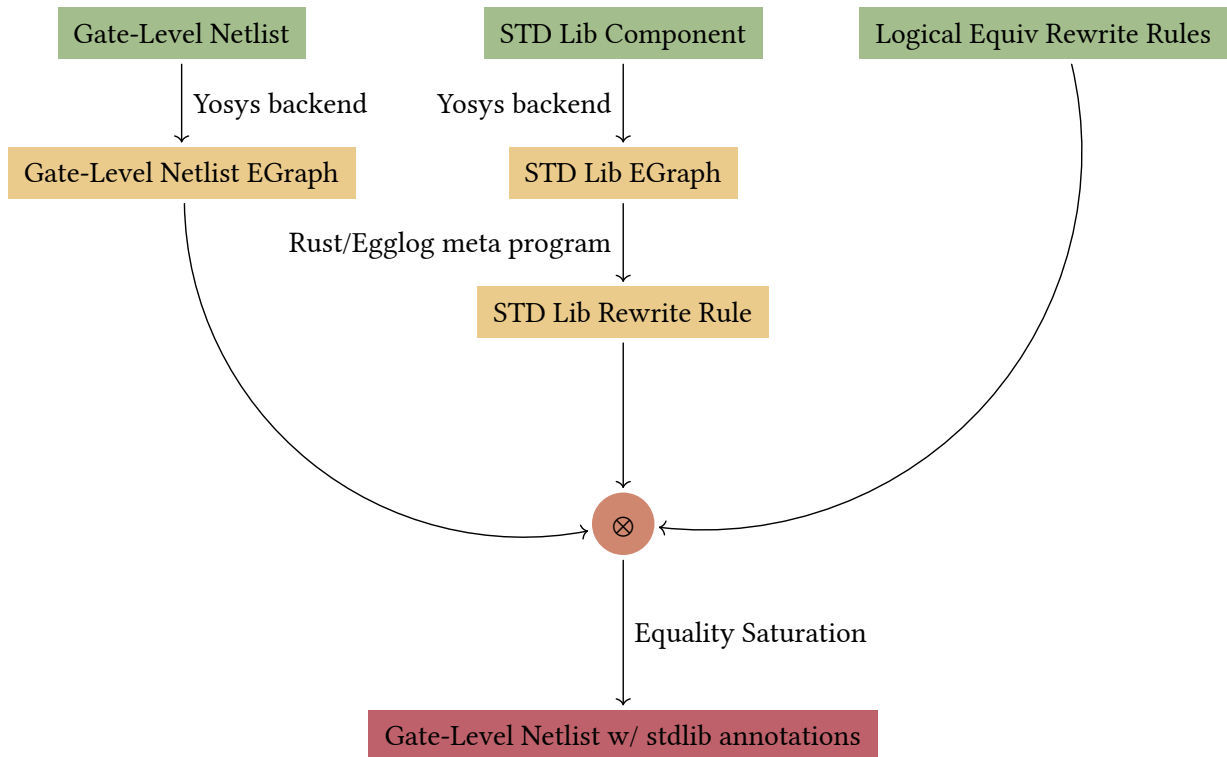 Gate-Level Netlist
STD Lib Component
Logical Equiv Rewrite Rules
Yosys backend
Yosys backend
Gate-Level Netlist EGraph
STD Lib EGraph
Rust/Egglog meta program
STD Lib Rewrite Rule
⊗
Equality Saturation
Gate-Level Netlist w/ stdlib annotations